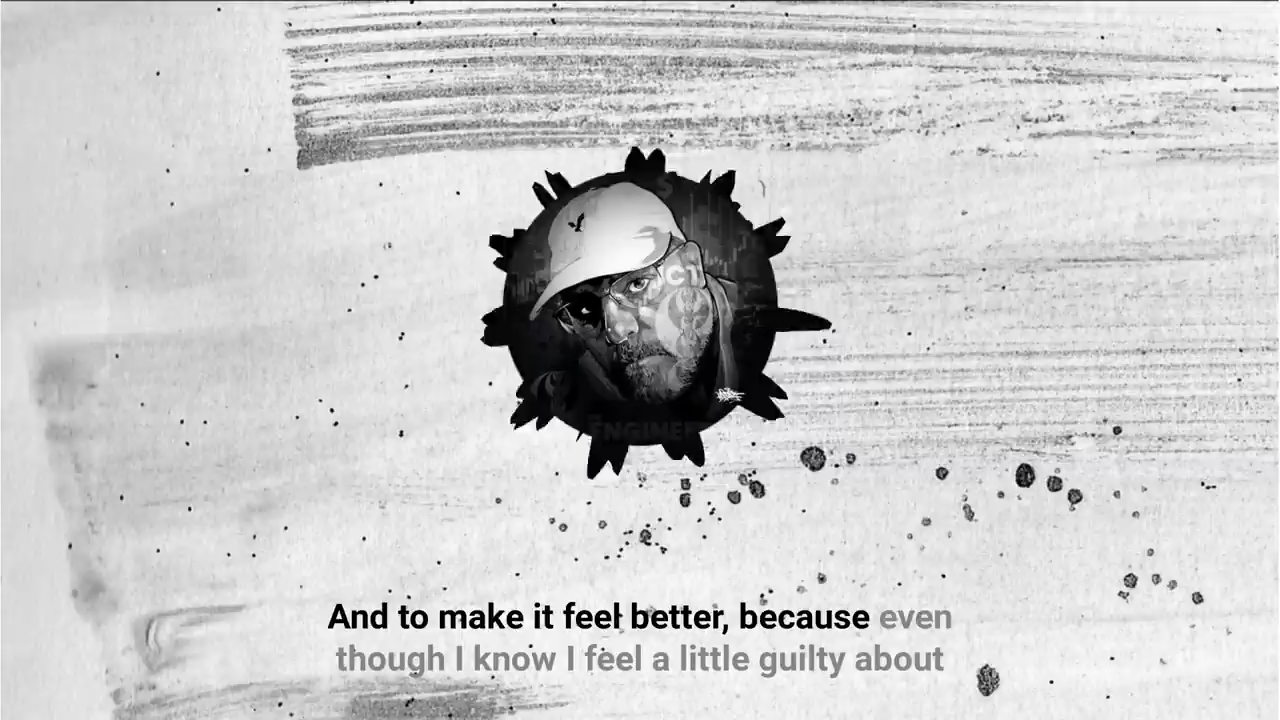 And to make it feel better, because even
though I know I feel a little guilty about